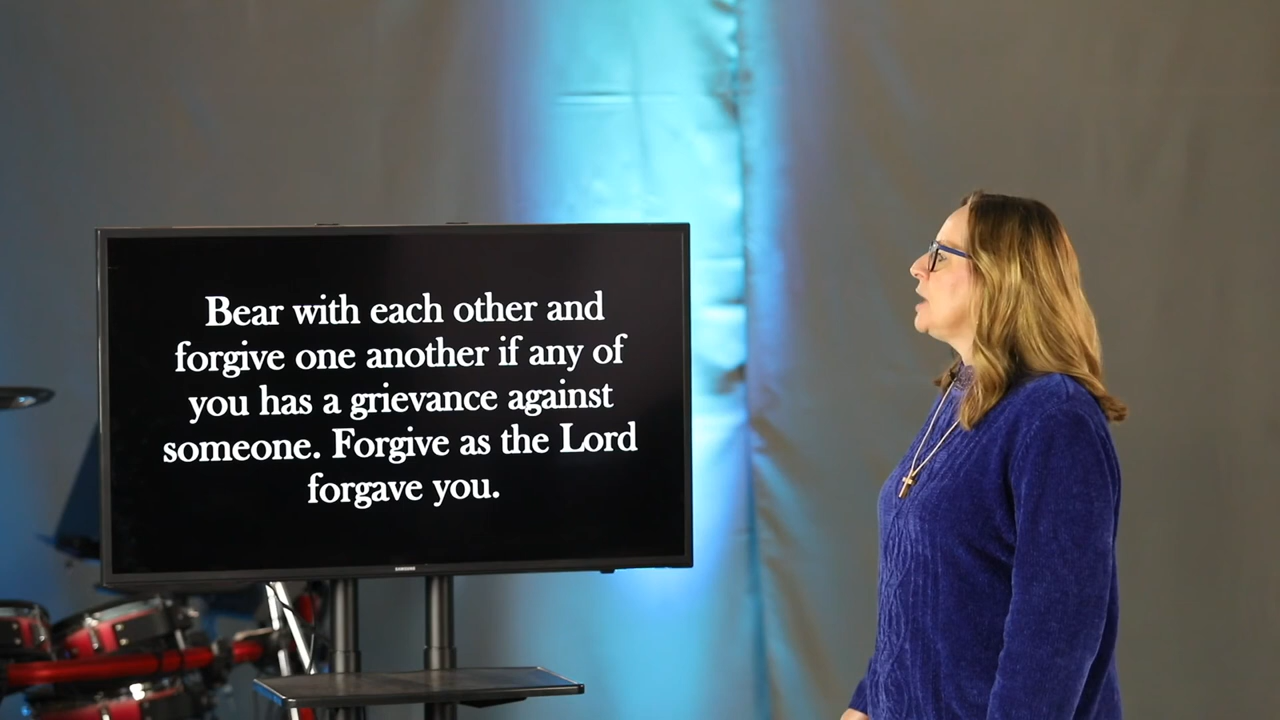 Bear with each other and
forgive one another if any of
you has a grievance against
someone. Forgive as the Lord
forgave you.
SAMSUNG